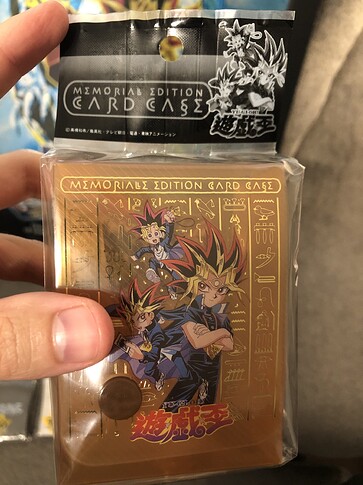 MEMORIAL EDITION
CARD CASE
遊戯王
MEMORIAL EDITION CARD CASE
遊戯王